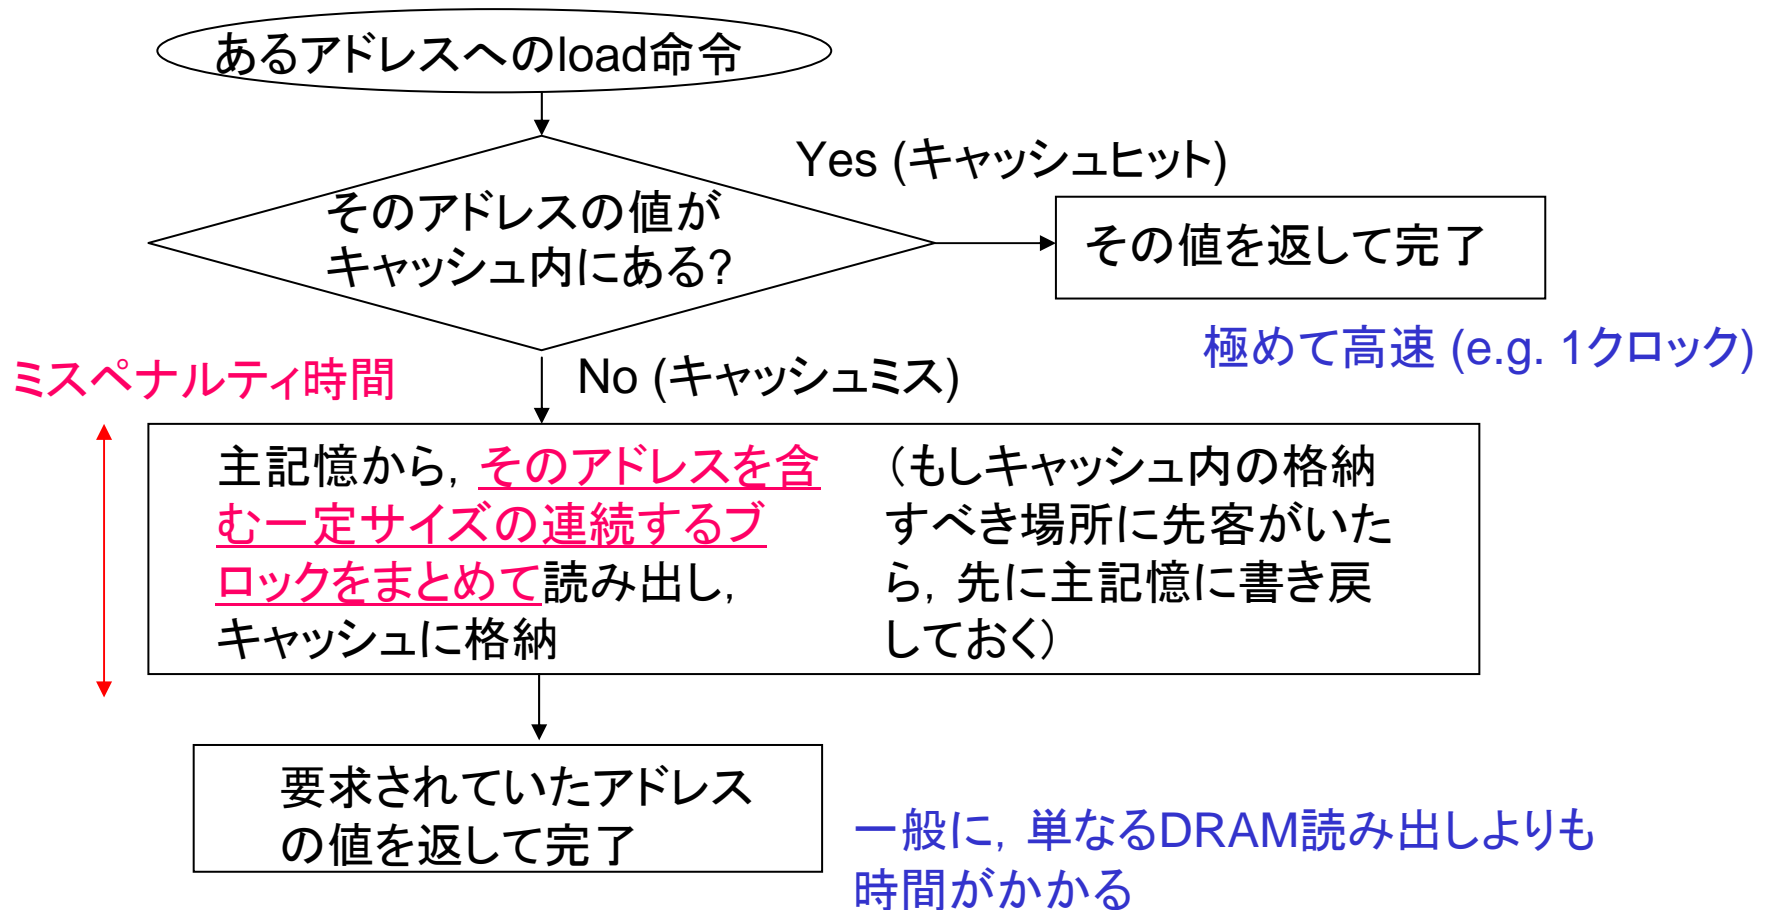 あるアドレスへのload命令
Yes (キャッシュヒット)
そのアドレスの値が
キャッシュ内にある?
その値を返して完了
極めて高速 (e.g. 1クロック)
ミスペナルティ時間
No (キャッシュミス)
主記憶から，そのアドレスを含
む一定サイズの連続するブ
ロックをまとめて読み出し，
キャッシュに格納
（もしキャッシュ内の格納
すべき場所に先客がいた
ら，先に主記憶に書き戻
しておく）
要求されていたアドレス
の値を返して完了
一般に，単なるDRAM読み出しよりも
時間がかかる